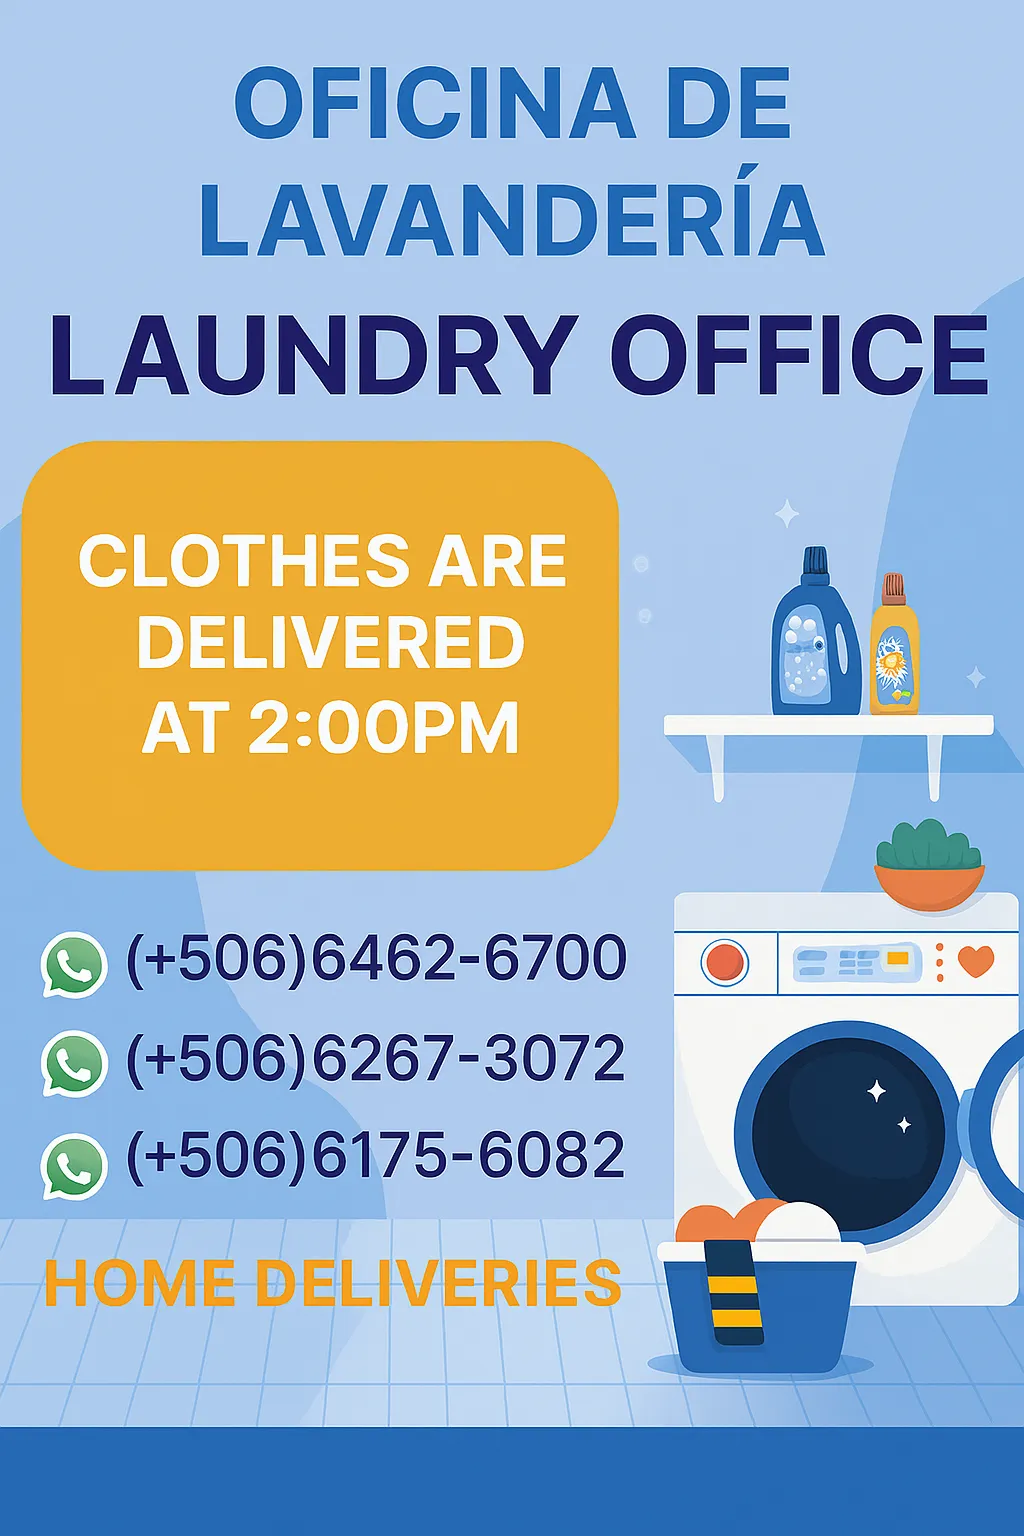 OFICINA DE
LAVANDERÍA
LAUNDRY OFFICE
CLOTHES ARE
DELIVERED
AT 2:00PM
(+506)6462-6700
(+506)6267-3072
(+506)6175-6082
HOME DELIVERIES